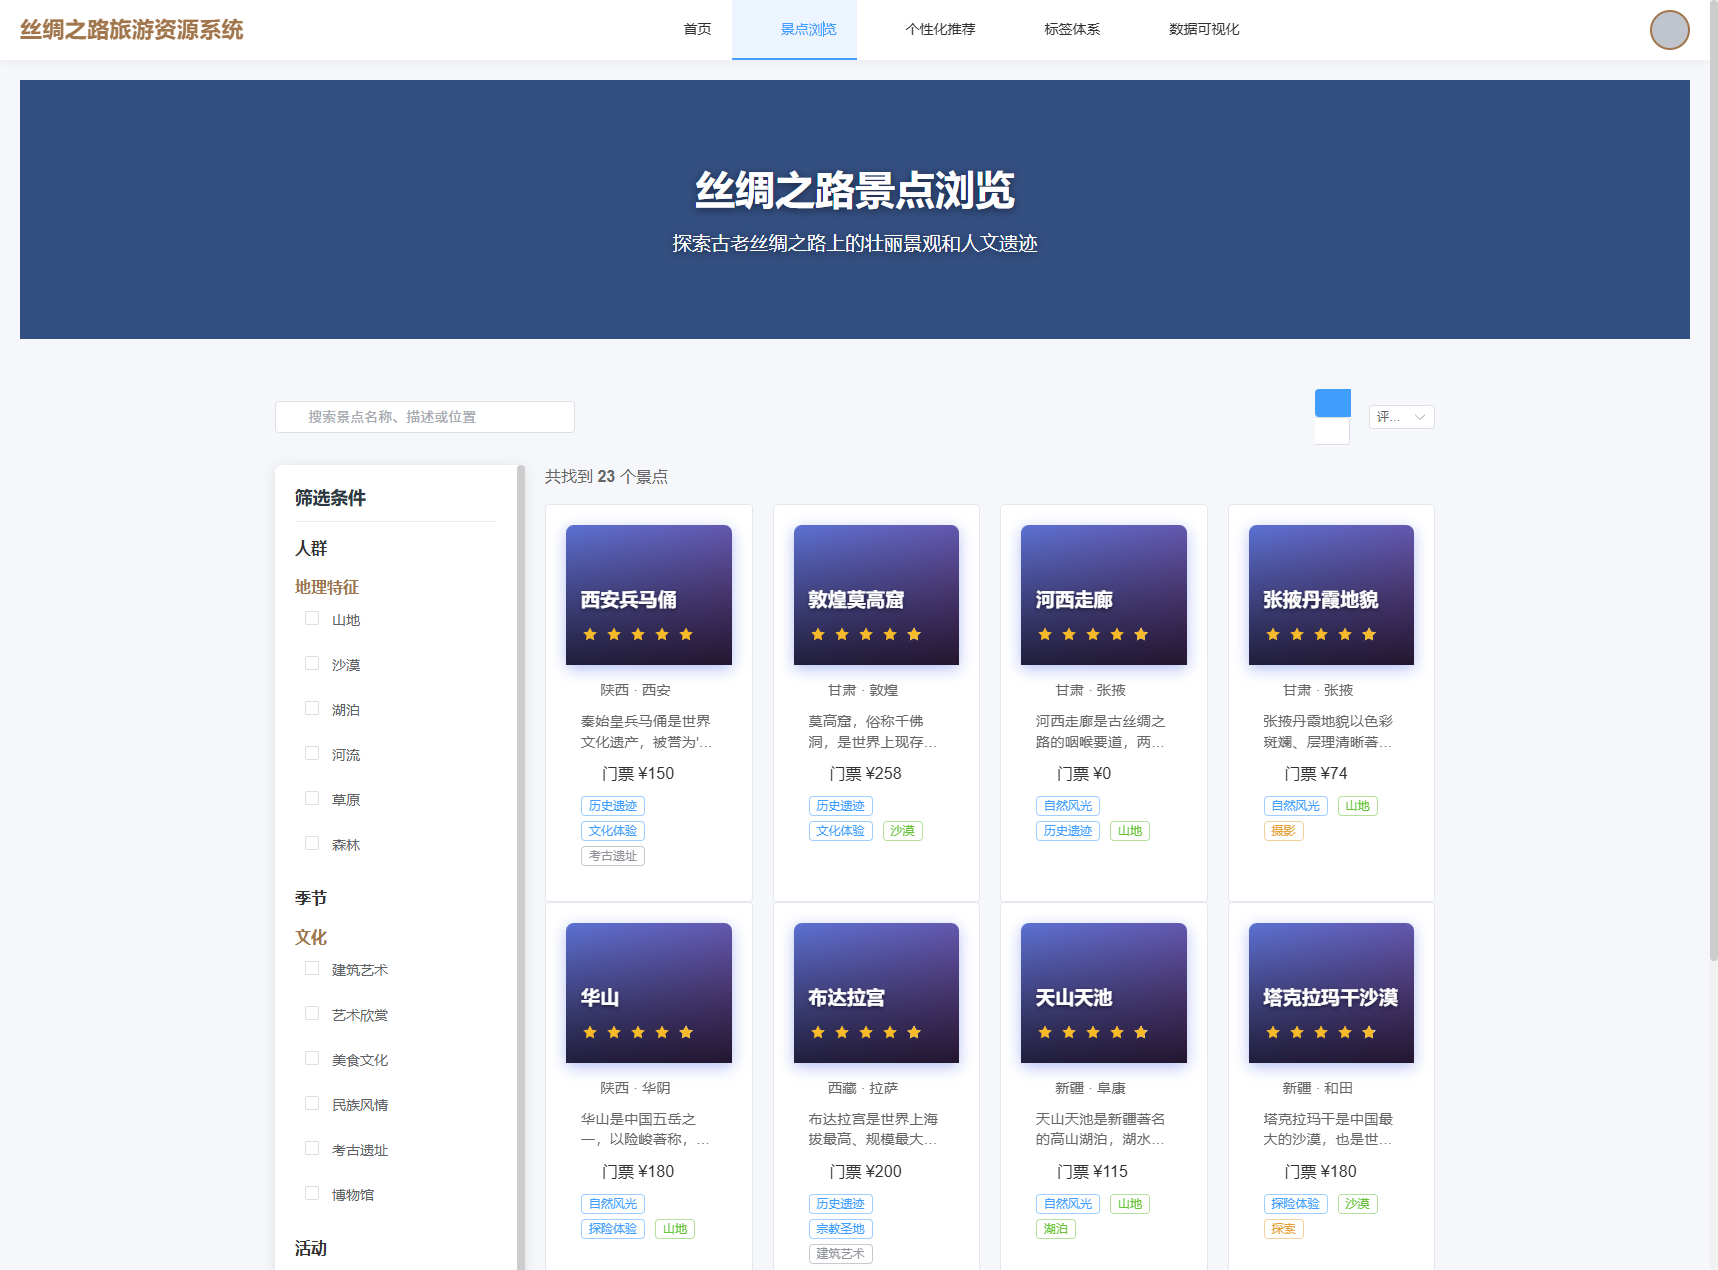 丝绸之路旅游资源系统
首页
景点浏览
个性化推荐
标签体系
数据可视化
丝绸之路景点浏览
探索古老丝绸之路上的壮丽景观和人文遗迹
搜索景点名称、描述或位置
评...
筛选条件
人群
地理特征
山地
沙漠
湖泊
河流
草原
森林
季节
文化
建筑艺术
艺术欣赏
美食文化
民族风情
考古遗址
博物馆
活动
共找到 23 个景点
西安兵马俑
陕西 · 西安
秦始皇兵马俑是世界
文化遗产，被誉为'...
门票 ¥150
历史遗迹
文化体验
考古遗址
敦煌莫高窟
甘肃 · 敦煌
莫高窟，俗称千佛
洞，是世界上现存...
门票 ¥258
历史遗迹
文化体验 沙漠
河西走廊
甘肃 · 张掖
河西走廊是古丝绸之
路的咽喉要道，两...
门票 ¥0
自然风光
历史遗迹 山地
张掖丹霞地貌
甘肃 · 张掖
张掖丹霞地貌以色彩
斑斓、层理清晰著...
门票 ¥74
自然风光 山地
摄影
华山
陕西 · 华阴
华山是中国五岳之
一，以险峻著称，...
门票 ¥180
自然风光
探险体验 山地
布达拉宫
西藏 · 拉萨
布达拉宫是世界上海
拔最高、规模最大...
门票 ¥200
历史遗迹
宗教圣地
建筑艺术
天山天池
新疆 · 阜康
天山天池是新疆著名
的高山湖泊，湖水...
门票 ¥115
自然风光 山地
湖泊
塔克拉玛干沙漠
新疆 · 和田
塔克拉玛干是中国最
大的沙漠，也是世...
门票 ¥180
探险体验 沙漠
探索